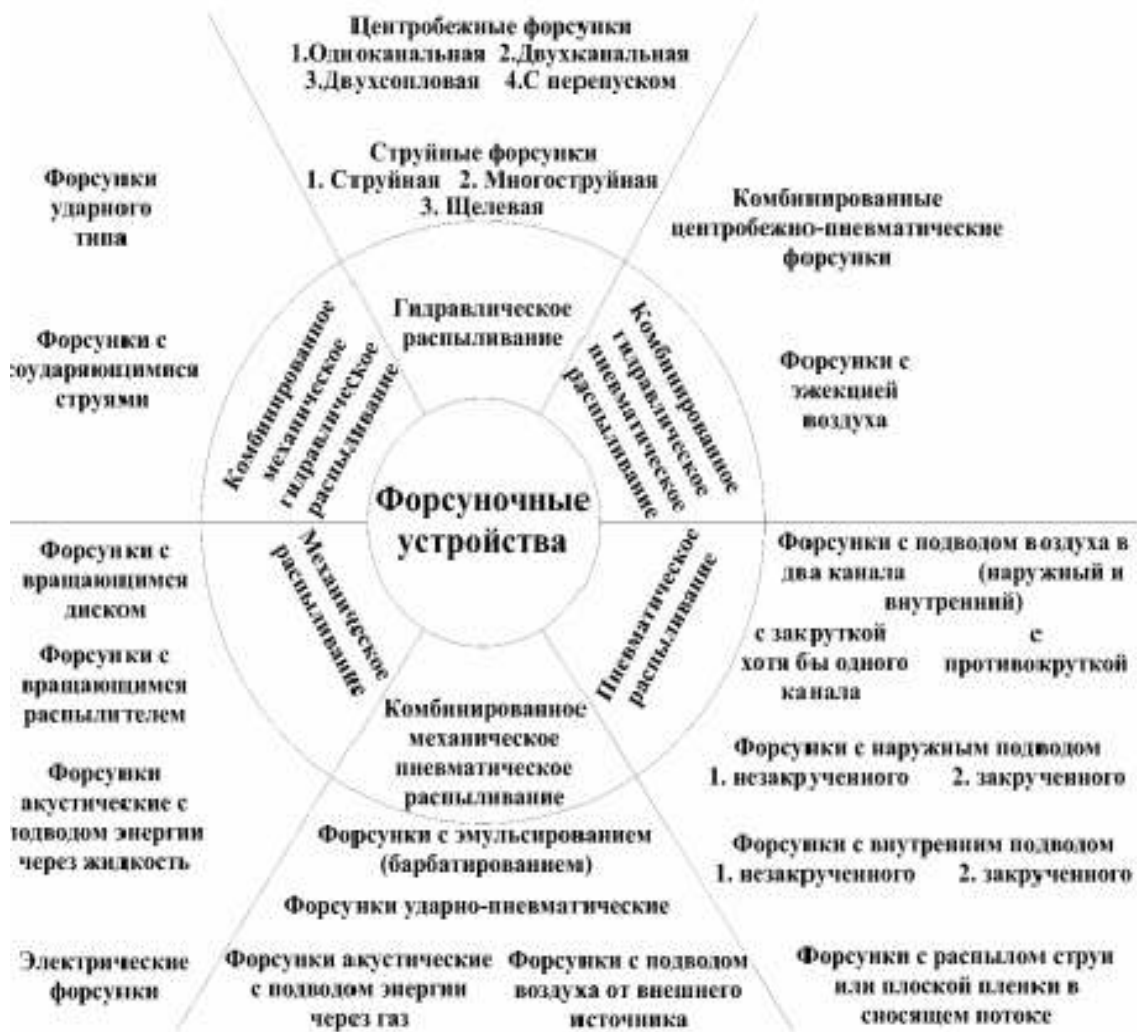 Центробежные форсунки
1.Одноканальная 2.Двухканальная
3.Двухсопловая 4.С перепуском
Струйные форсунки
1. Струйная 2. Многоструйная
3. Щелевая
Форсунки
ударного
типа
Форсунки с
соударяющимися
струями
Комбинированные
центробежно-пневматические
форсунки
Форсунки с
эжекцией
воздуха
Комбинированное
механическое
гидравлическое
распыливание
Гидравлическое
распыливание
Комбинированное
гидравлическое
пневматическое
распыливание
Форсуночные
устройства
Механическое
распыливание
Пневматическое
распыливание
Комбинированное
механическое
пневматическое
распыливание
Форсунки с
вращающимся
диском
Форсунки с
вращающимся
распылителем
Форсунки
акустические с
подводом энергии
через жидкость
Электрические
форсунки
Форсунки с эмульсированием
(барбатированием)
Форсунки ударно-пневматические
Форсунки акустические
с подводом энергии
через газ
Форсунки с подводом
воздуха от внешнего
источника
Форсунки с подводом воздуха в
два канала (наружный и
внутренний)
с закруткой
хотя бы одного
канала
с
противокруткой
Форсунки с наружным подводом
1. незакрученного 2. закрученного
Форсунки с внутренним подводом
1. незакрученного 2. закрученного
Форсунки с распылом струи
или плоской пленки в
сносящем потоке